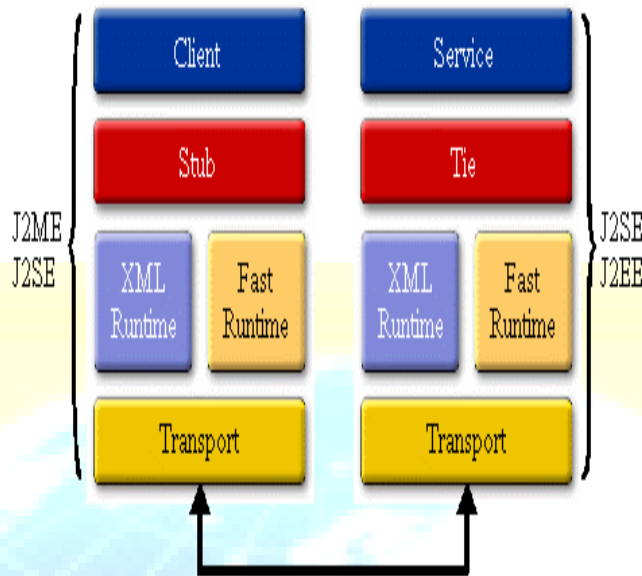 Client
Service
Stub
Tie
J2ME
J2SE
XML
Runtime
Fast
Runtime
XML
Runtime
Fast
Runtime
J2SE
J2EE
Transport
Transport